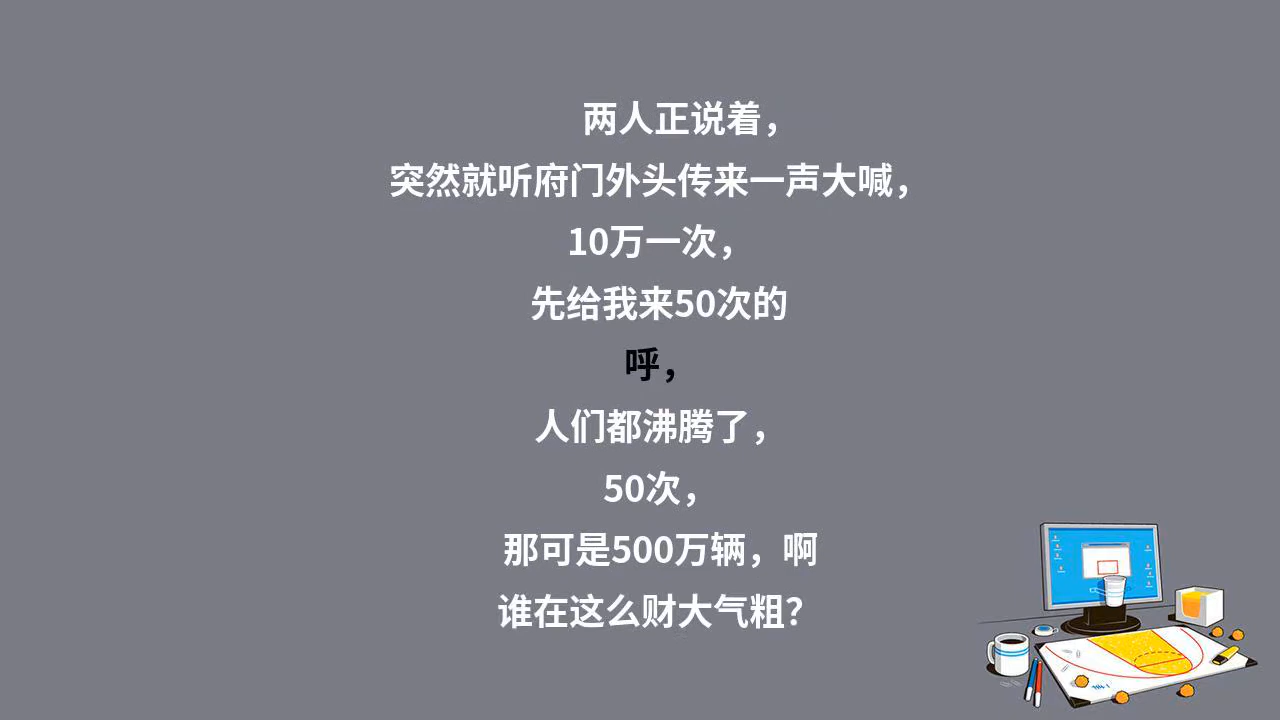 两人正说着，
突然就听府门外头传来一声大喊，
10万一次，
先给我来50次的
呼，
人们都沸腾了，
50次，
那可是500万辆，啊
谁在这么财大气粗？